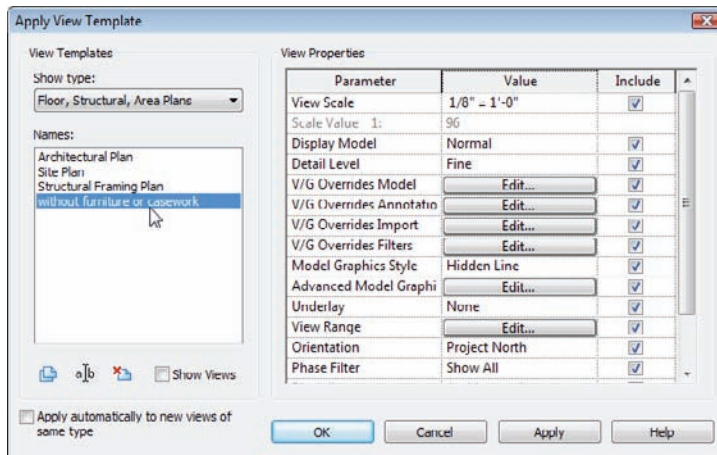 Apply View Template
View Templates
Show type:
Floor, Structural, Area Plans
Names:
Architectural Plan
Site Plan
Structural Framing Plan
without furniture or casework
Show Views
Apply automatically to new views of
same type
View Properties
Parameter Value Include
View Scale 1/8" = 1'-0"
Scale Value 1: 96
Display Model Normal
Detail Level Fine
V/G Overrides Model Edit...
V/G Overrides Annotatio Edit...
V/G Overrides Import Edit...
V/G Overrides Filters Edit...
Model Graphics Style Hidden Line
Advanced Model Graphi Edit...
Underlay None
View Range Edit...
Orientation Project North
Phase Filter Show All
OK Cancel Apply Help